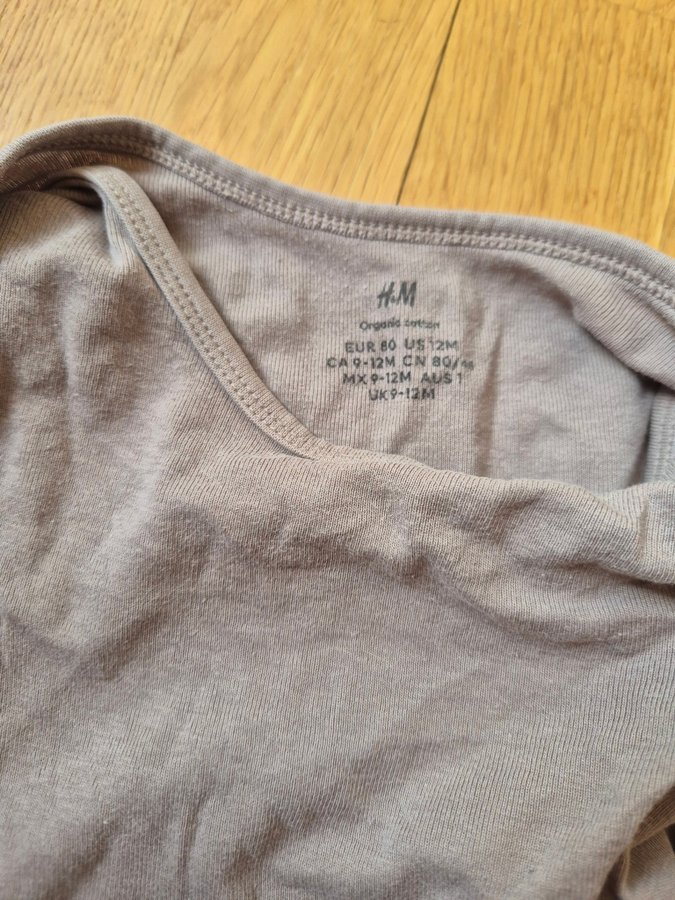 H&M
Organic cotton
EUR 80 US 12M
CA 9-12M CN 80/48
MX 9-12M AUS 1
UK 9-12M